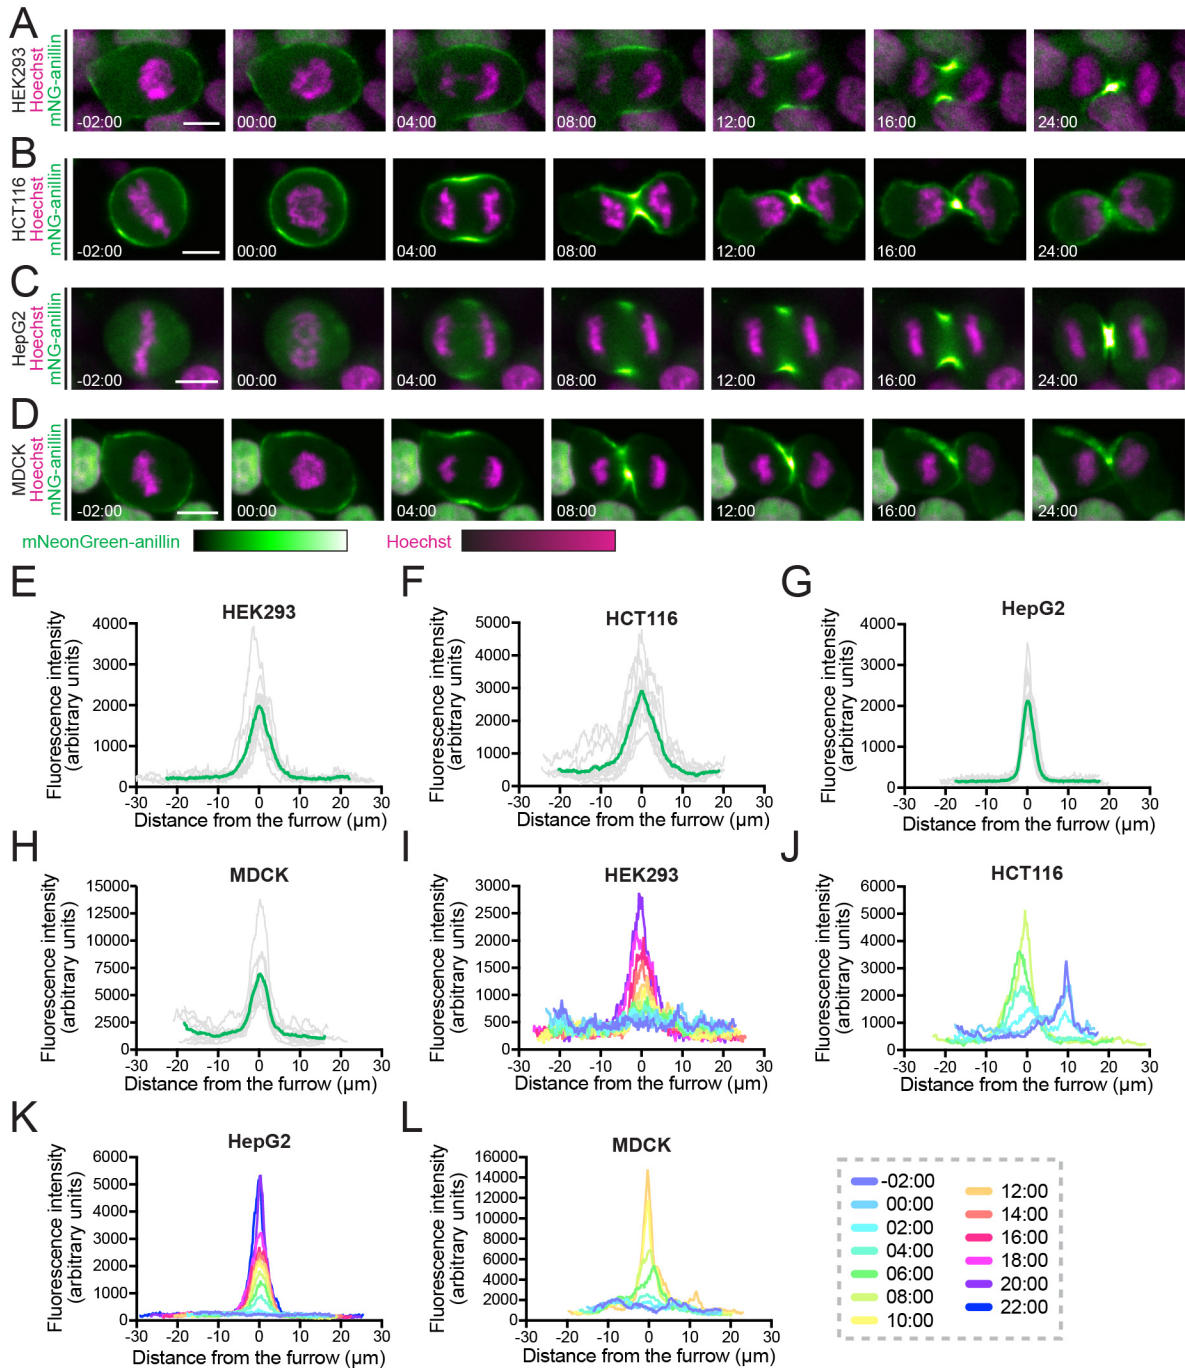 A
HEK293
Hoechst
mNG-anillin
-02:00
00:00
04:00
08:00
12:00
16:00
24:00
B
HCT116
Hoechst
mNG-anillin
-02:00
00:00
04:00
08:00
12:00
16:00
24:00
C
HepG2
Hoechst
mNG-anillin
-02:00
00:00
04:00
08:00
12:00
16:00
24:00
D
MDCK
Hoechst
mNG-anillin
-02:00
00:00
04:00
08:00
12:00
16:00
24:00
mNeonGreen-anillin
Hoechst
E
HEK293
Fluorescence intensity
(arbitrary units)
4000
3000
2000
1000
0
-30 -20 -10 0 10 20 30
Distance from the furrow (µm)
F
HCT116
Fluorescence intensity
(arbitrary units)
5000
4000
3000
2000
1000
0
-30 -20 -10 0 10 20 30
Distance from the furrow (µm)
G
HepG2
Fluorescence intensity
(arbitrary units)
4000
3000
2000
1000
0
-30 -20 -10 0 10 20 30
Distance from the furrow (µm)
H
MDCK
Fluorescence intensity
(arbitrary units)
15000
12500
10000
7500
5000
2500
0
-30 -20 -10 0 10 20 30
Distance from the furrow (µm)
I
HEK293
Fluorescence intensity
(arbitrary units)
3000
2500
2000
1500
1000
500
0
-30 -20 -10 0 10 20 30
Distance from the furrow (µm)
J
HCT116
Fluorescence intensity
(arbitrary units)
6000
5000
4000
3000
2000
1000
0
-30 -20 -10 0 10 20 30
Distance from the furrow (µm)
K
HepG2
Fluorescence intensity
(arbitrary units)
6000
5000
4000
3000
2000
1000
0
-30 -20 -10 0 10 20 30
Distance from the furrow (µm)
L
MDCK
Fluorescence intensity
(arbitrary units)
16000
14000
12000
10000
8000
6000
4000
2000
0
-30 -20 -10 0 10 20 30
Distance from the furrow (µm)
-02:00
00:00
02:00
04:00
06:00
08:00
10:00
12:00
14:00
16:00
18:00
20:00
22:00